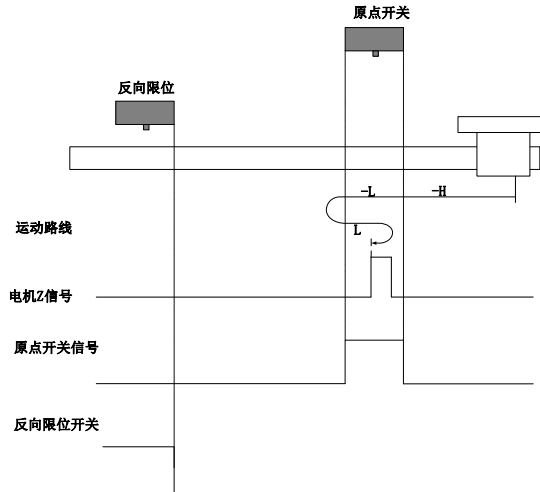 原点开关
反向限位
-L
-H
运动路线
L
电机Z信号
原点开关信号
反向限位开关